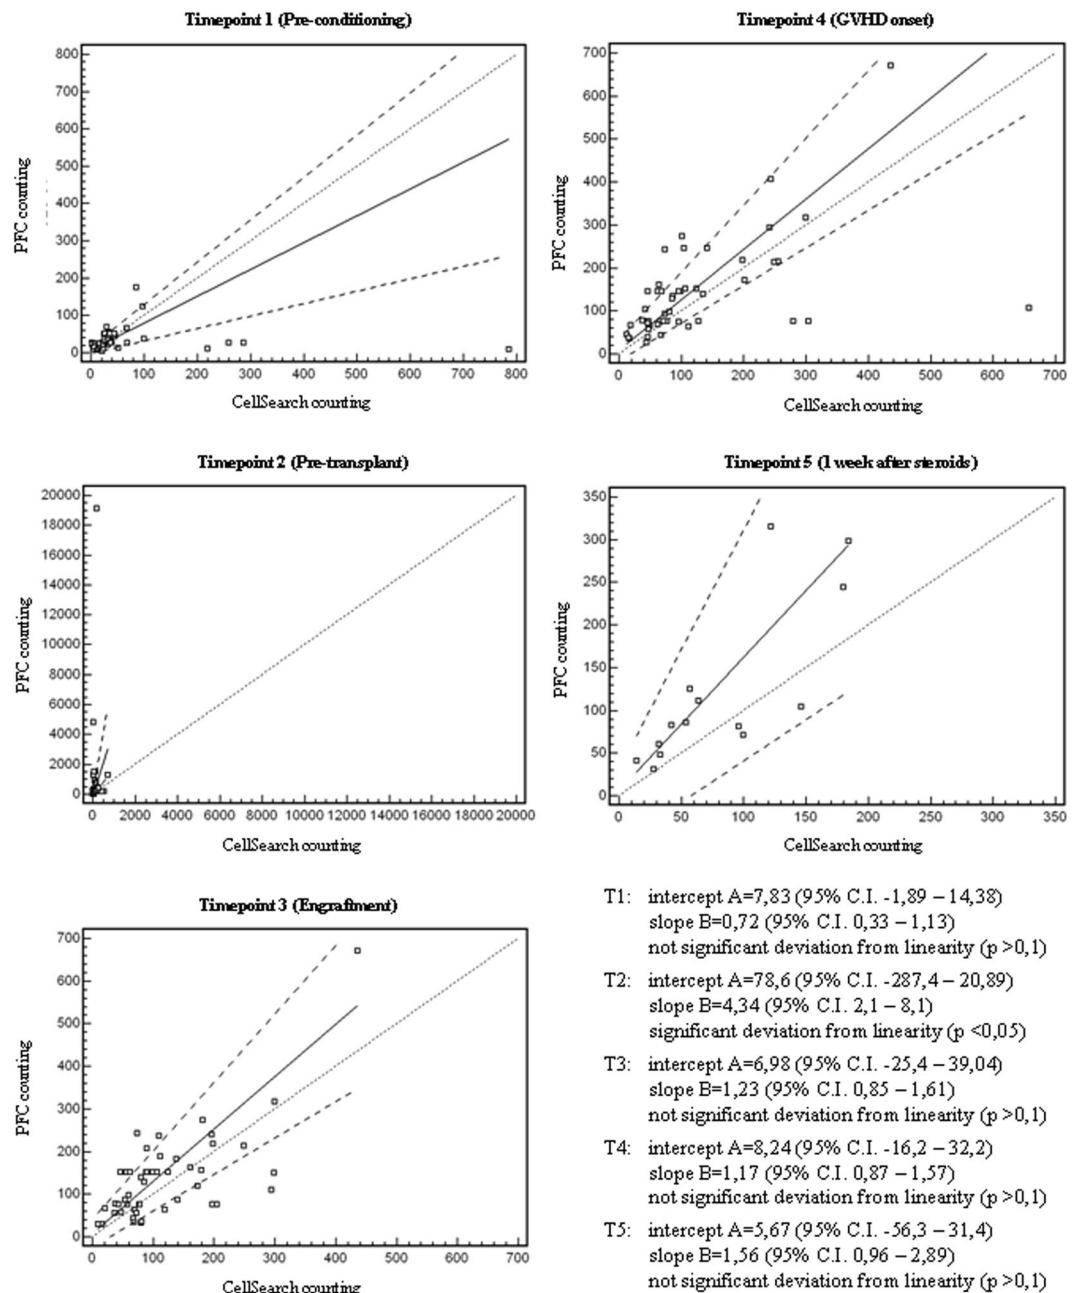 Timepoint 1 (Pre-conditioning)
800
700
600
500
400
300
200
100
0
PFC counting
0 100 200 300 400 500 600 700 800
CellSearch counting
Timepoint 4 (GVHD onset)
700
600
500
400
300
200
100
0
PFC counting
0 100 200 300 400 500 600 700
CellSearch counting
Timepoint 2 (Pre-transplant)
20000
18000
16000
14000
12000
10000
8000
6000
4000
2000
0
PFC counting
0 2000 4000 6000 8000 10000 12000 14000 16000 18000 20000
CellSearch counting
Timepoint 5 (1 week after steroids)
350
300
250
200
150
100
50
0
PFC counting
0 50 100 150 200 250 300 350
CellSearch counting
Timepoint 3 (Engraftment)
700
600
500
400
300
200
100
0
PFC counting
0 100 200 300 400 500 600 700
CellSearch counting
T1: intercept A=7,83 (95% C.I. -1,89 – 14,38)
slope B=0,72 (95% C.I. 0,33 – 1,13)
not significant deviation from linearity (p >0,1)
T2: intercept A=78,6 (95% C.I. -287,4 – 20,89)
slope B=4,34 (95% C.I. 2,1 – 8,1)
significant deviation from linearity (p <0,05)
T3: intercept A=6,98 (95% C.I. -25,4 – 39,04)
slope B=1,23 (95% C.I. 0,85 – 1,61)
not significant deviation from linearity (p >0,1)
T4: intercept A=8,24 (95% C.I. -16,2 – 32,2)
slope B=1,17 (95% C.I. 0,87 – 1,57)
not significant deviation from linearity (p >0,1)
T5: intercept A=5,67 (95% C.I. -56,3 – 31,4)
slope B=1,56 (95% C.I. 0,96 – 2,89)
not significant deviation from linearity (p >0,1)